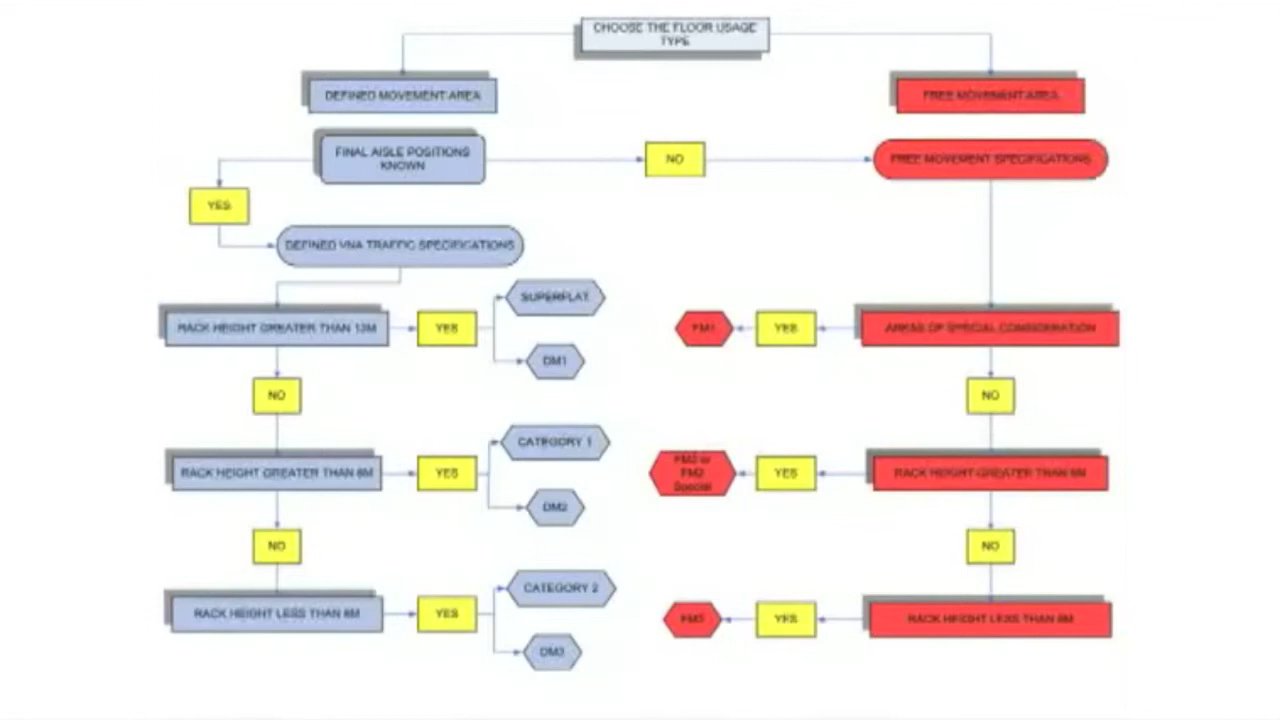 CHOOSE THE FLOOR USAGE
TYPE
DEFINED MOVEMENT AREA
FREE MOVEMENT AREA
FINAL AISLE POSITIONS
KNOWN
NO
FREE MOVEMENT SPECIFICATIONS
YES
DEFINED VNA TRAFFIC SPECIFICATIONS
SUPERFLAT
RACK HEIGHT GREATER THAN 13M
YES
DM1
FM1
YES
AREAS OF SPECIAL CONSIDERATION
NO
NO
CATEGORY 1
RACK HEIGHT GREATER THAN 8M
YES
DM2
FM2 or
FM2
Special
YES
RACK HEIGHT GREATER THAN 8M
NO
NO
CATEGORY 2
RACK HEIGHT LESS THAN 8M
YES
DM3
FM3
YES
RACK HEIGHT LESS THAN 8M